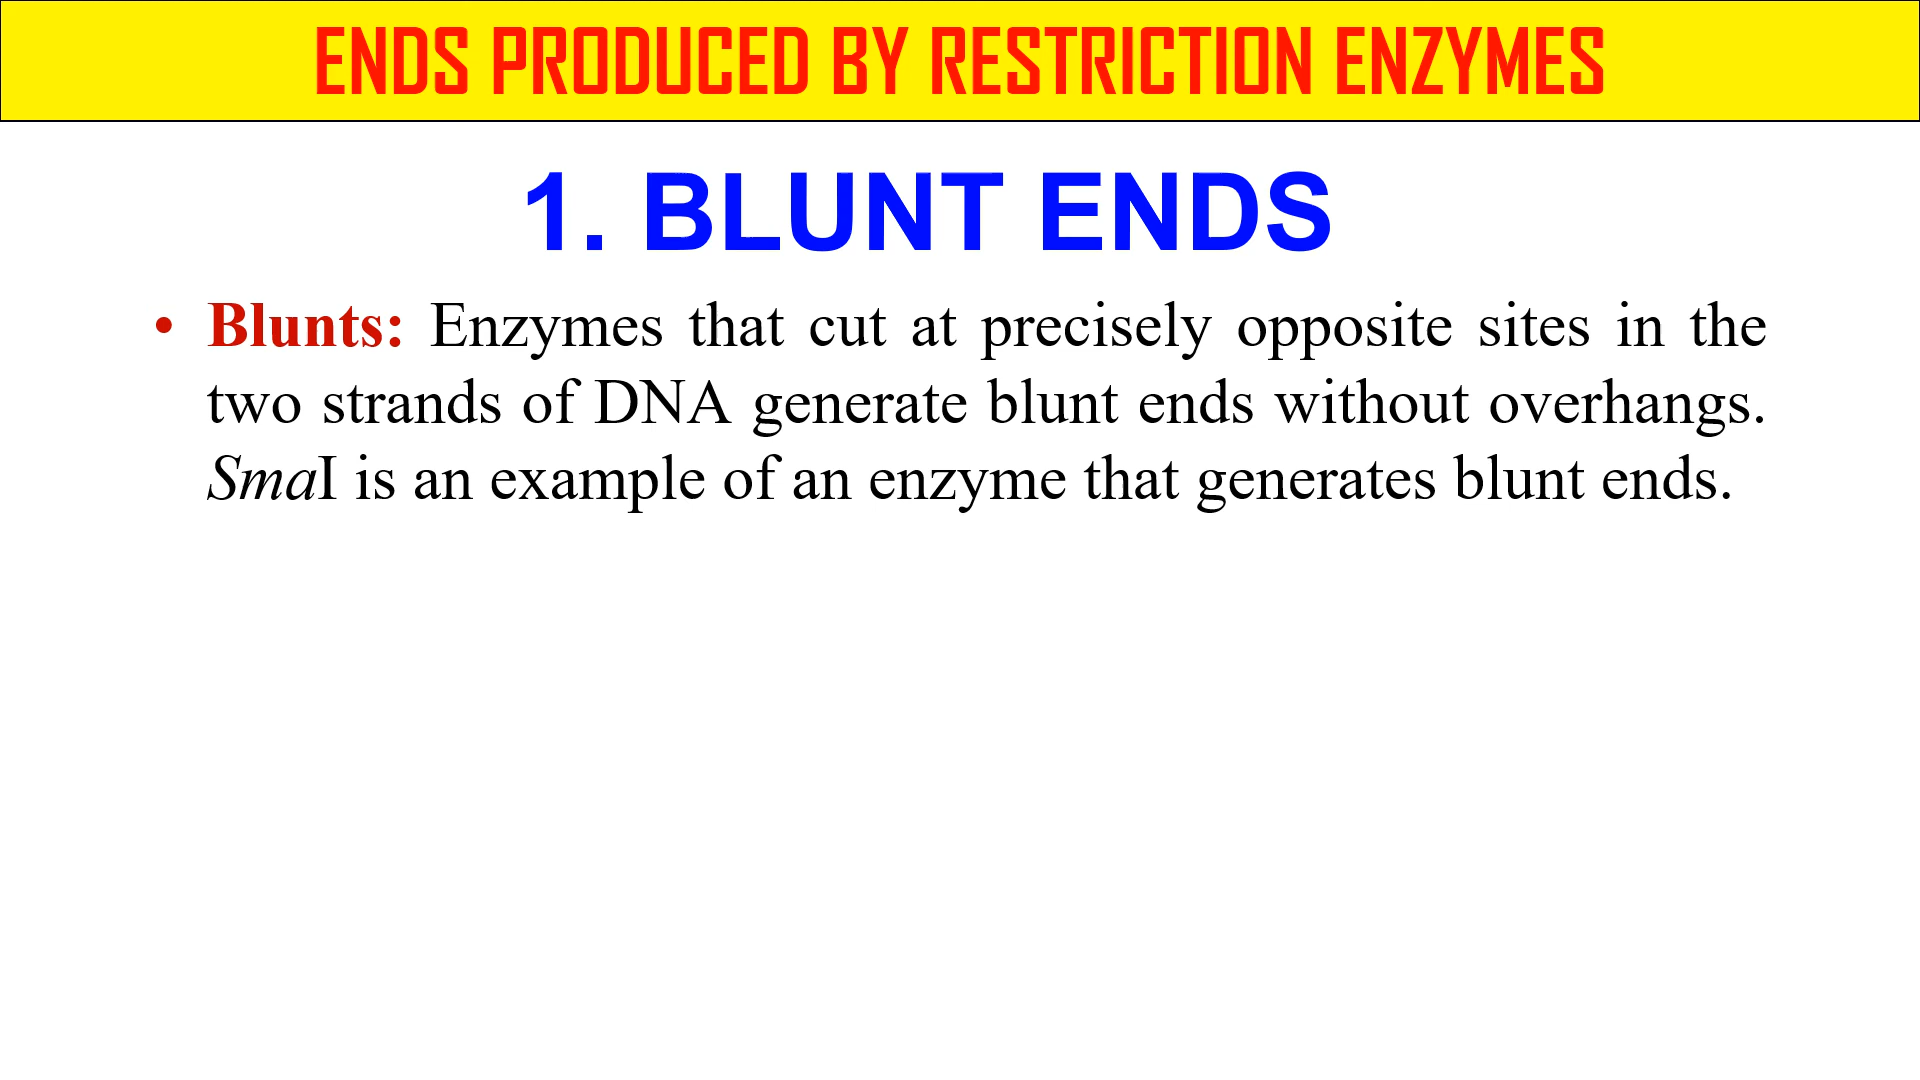 ENDS PRODUCED BY RESTRICTION ENZYMES
1. BLUNT ENDS
• Blunts: Enzymes that cut at precisely opposite sites in the
two strands of DNA generate blunt ends without overhangs.
SmaI is an example of an enzyme that generates blunt ends.